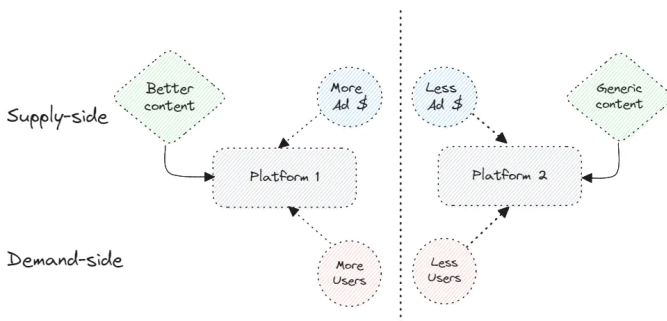 Better
content
More
Ad $
Less
Ad $
Generic
content
Supply-side
Platform 1
Platform 2
Demand-side
More
Users
Less
Users